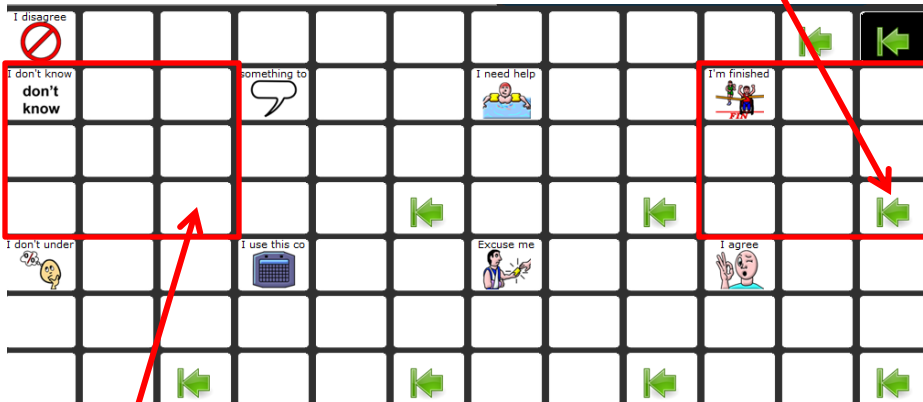 I disagree
I don't know
don't
know
something to
I need help
I'm finished
FIN
I don't under
I use this co
Excuse me
I agree